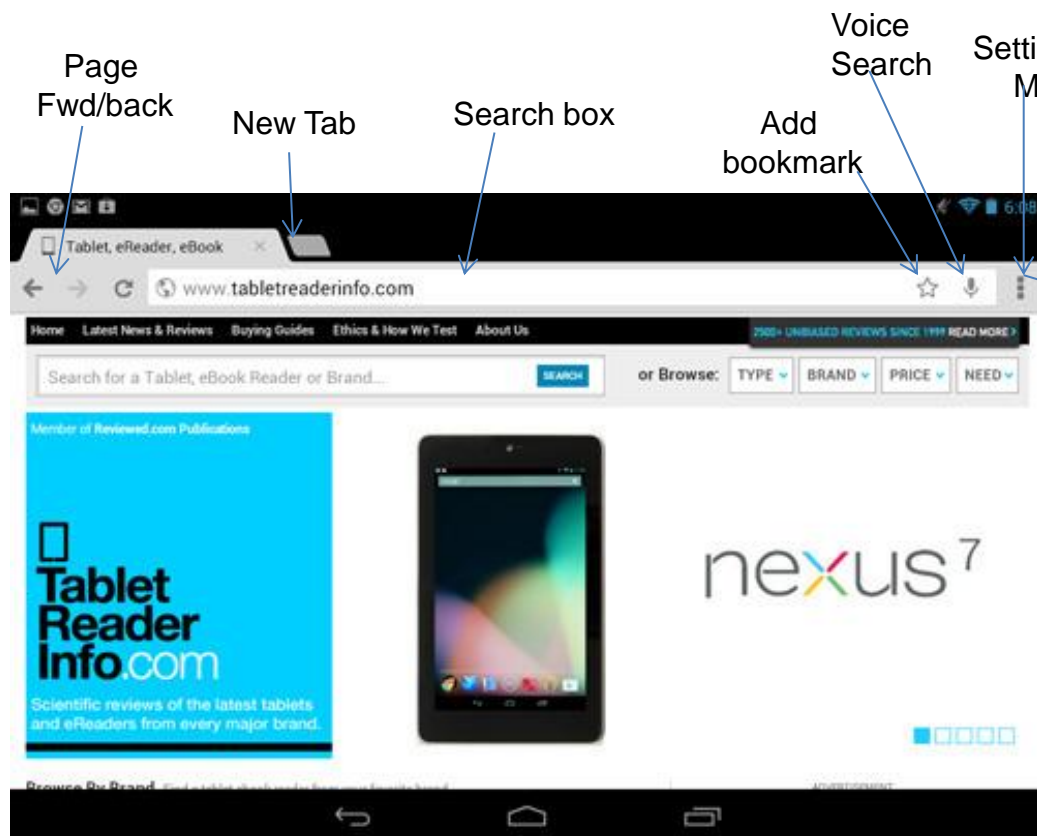 Voice
Search
Setti
M
Page
Fwd/back
New Tab
Search box
Add
bookmark
6:08
Tablet, eReader, eBook
www.tabletreaderinfo.com
Home Latest News & Reviews Buying Guides Ethics & How We Test About Us
2500+ UNBIASED REVIEWS SINCE 1999 READ MORE
Search for a Tablet, eBook Reader or Brand...
SEARCH
or Browse: TYPE BRAND PRICE NEED
Member of Reviewed.com Publications
Tablet
Reader
Info.com
Scientific reviews of the latest tablets
and eReaders from every major brand.
nexus 7
Browse By Brand
ADVERTISEMENT